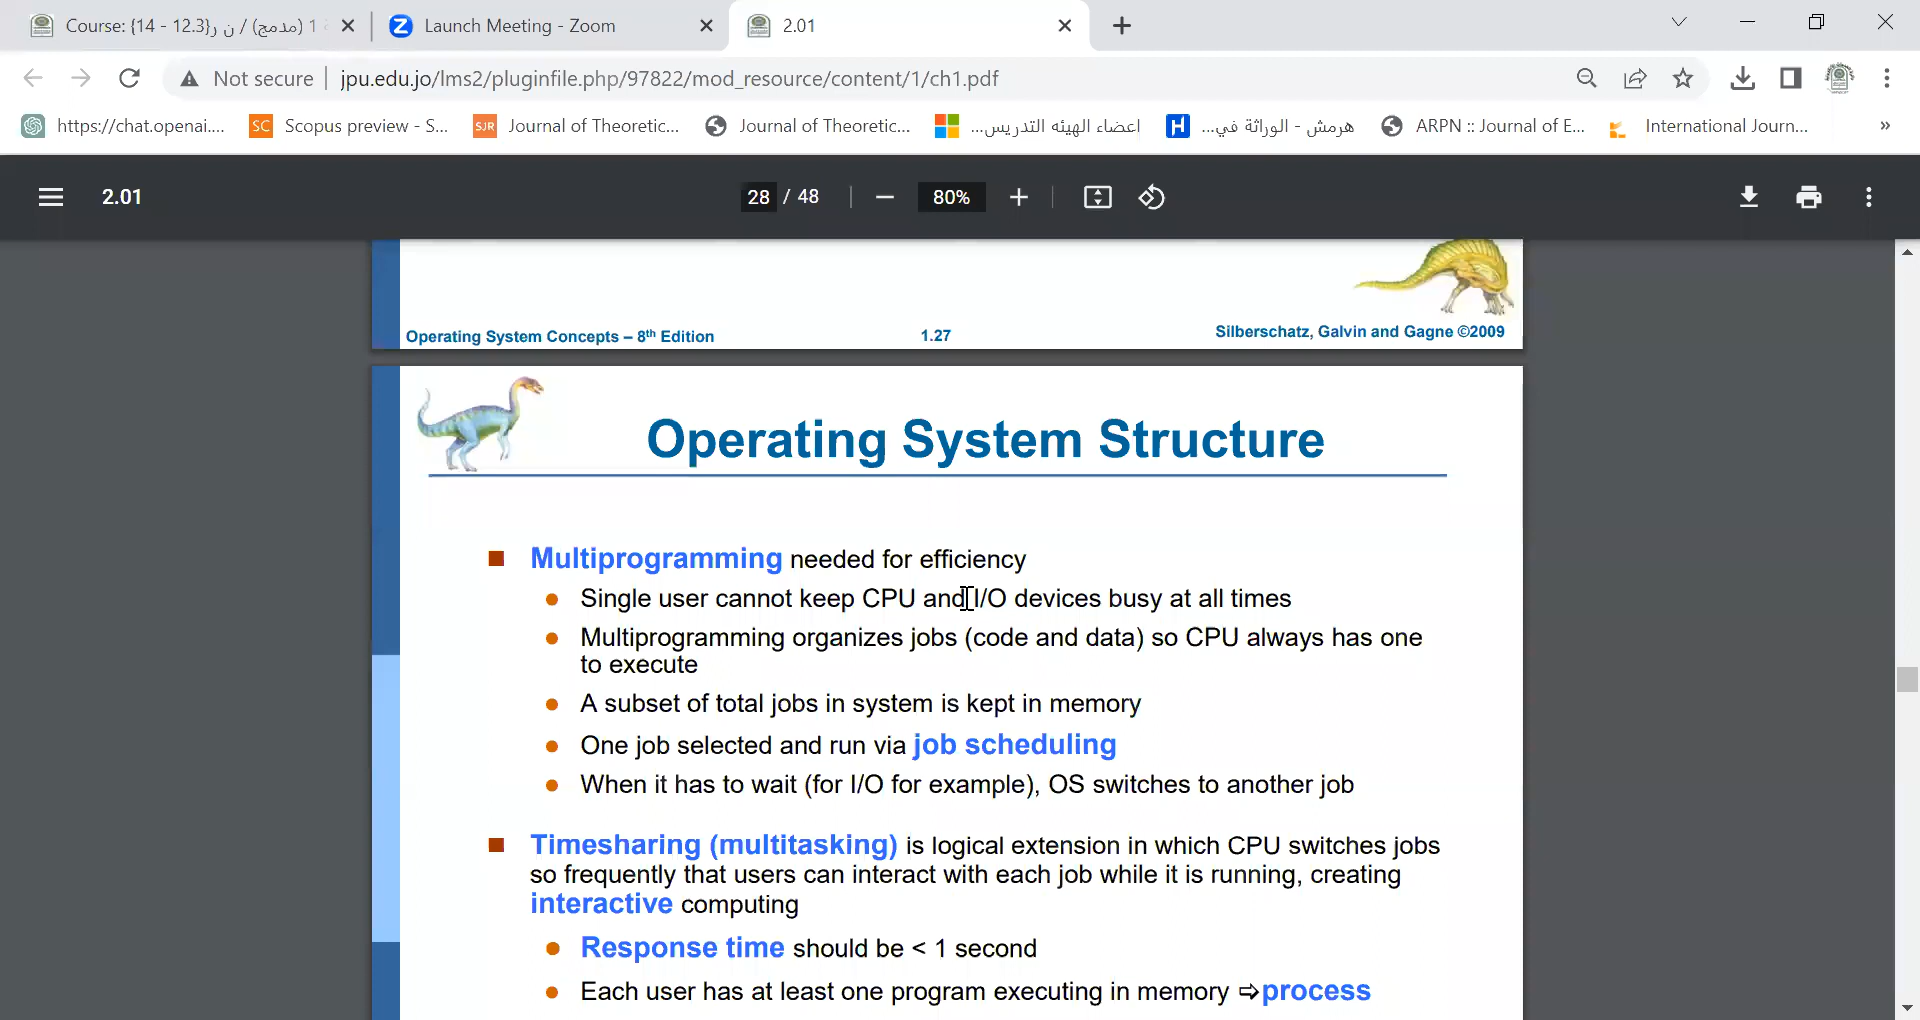 Course: {14 - 12.3}ر ن / (مدمج) 1
Launch Meeting - Zoom
2.01
Not secure
jpu.edu.jo/lms2/pluginfile.php/97822/mod_resource/content/1/ch1.pdf
https://chat.openai....
SC
Scopus preview - S...
SJR
Journal of Theoretic...
Journal of Theoretic...
اعضاء الهيئه التدريس...
H
هرمش - الوراثة في...
ARPN :: Journal of E...
International Journ...
»
2.01
28 / 48
80%
Operating System Concepts – 8th Edition
1.27
Silberschatz, Galvin and Gagne ©2009
Operating System Structure
Multiprogramming needed for efficiency
Single user cannot keep CPU and I/O devices busy at all times
Multiprogramming organizes jobs (code and data) so CPU always has one
to execute
A subset of total jobs in system is kept in memory
One job selected and run via job scheduling
When it has to wait (for I/O for example), OS switches to another job
Timesharing (multitasking) is logical extension in which CPU switches jobs
so frequently that users can interact with each job while it is running, creating
interactive computing
Response time should be < 1 second
Each user has at least one program executing in memory ⇨process